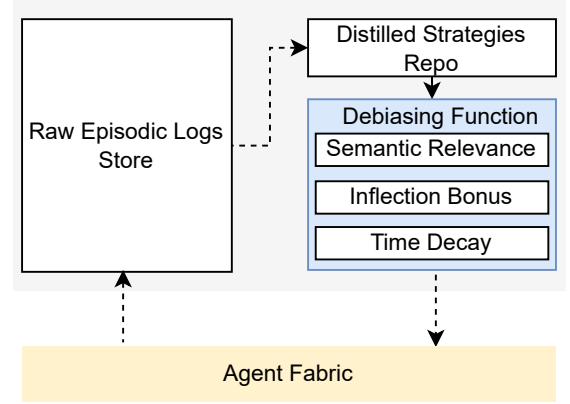 Raw Episodic Logs
Store
Distilled Strategies
Repo
Debiasing Function
Semantic Relevance
Inflection Bonus
Time Decay
Agent Fabric